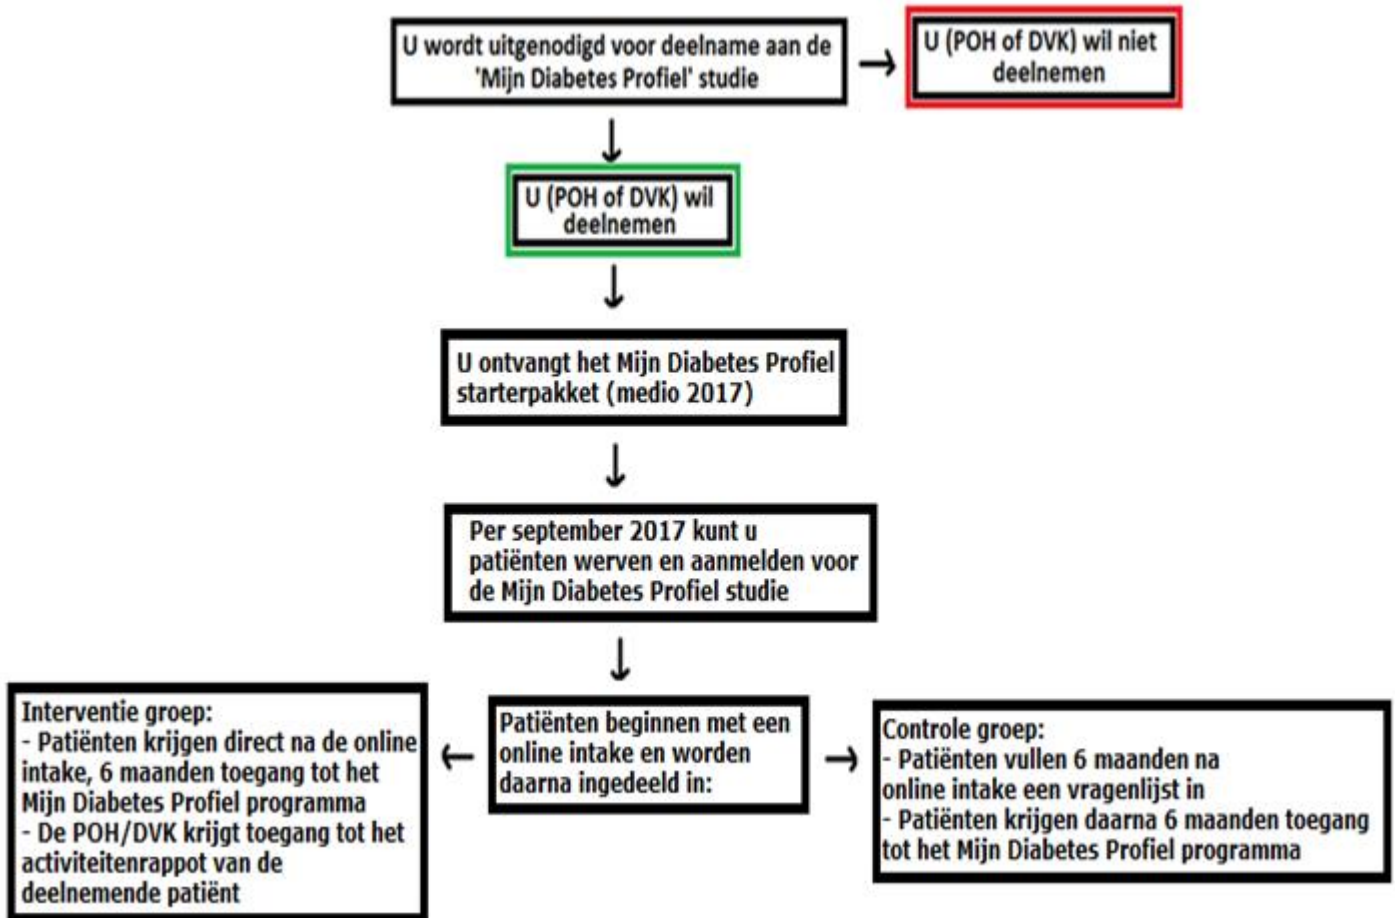 U wordt uitgenodigd voor deelname aan de
'Mijn Diabetes Profiel' studie
U (POH of DVK) wil niet
deelnemen
U (POH of DVK) wil
deelnemen
U ontvangt het Mijn Diabetes Profiel
starterpakket (medio 2017)
Per september 2017 kunt u
patiënten werven en aanmelden voor
de Mijn Diabetes Profiel studie
Patiënten beginnen met een
online intake en worden
daarna ingedeeld in:
Interventie groep:
- Patiënten krijgen direct na de online
intake, 6 maanden toegang tot het
Mijn Diabetes Profiel programma
- De POH/DVK krijgt toegang tot het
activiteitenrappot van de
deelnemende patiënt
Controle groep:
- Patiënten vullen 6 maanden na
online intake een vragenlijst in
- Patiënten krijgen daarna 6 maanden toegang
tot het Mijn Diabetes Profiel programma